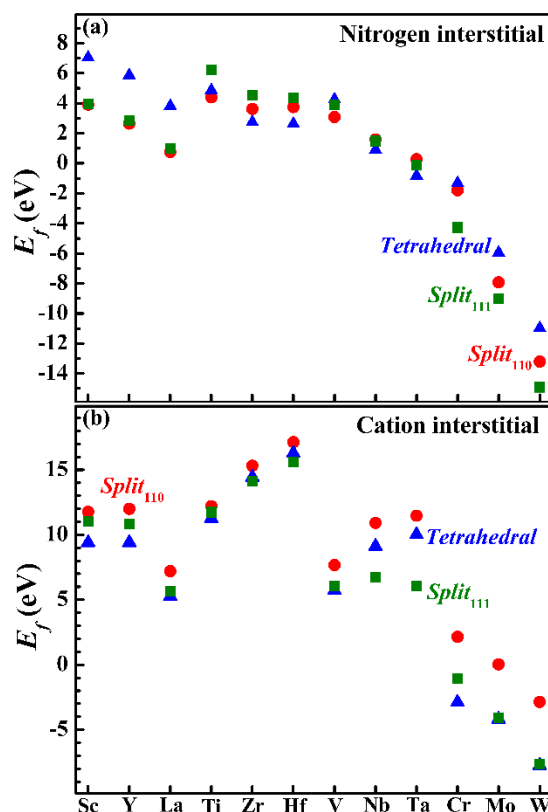 (a) Nitrogen interstitial
8
6
4
2
0
-2
-4
-6
-8
-10
-12
-14
E_f (eV)
Tetrahedral
Split_111
Split_110
(b) Cation interstitial
15
10
5
0
-5
E_f (eV)
Split_110
Tetrahedral
Split_111
Sc Y La Ti Zr Hf V Nb Ta Cr Mo W